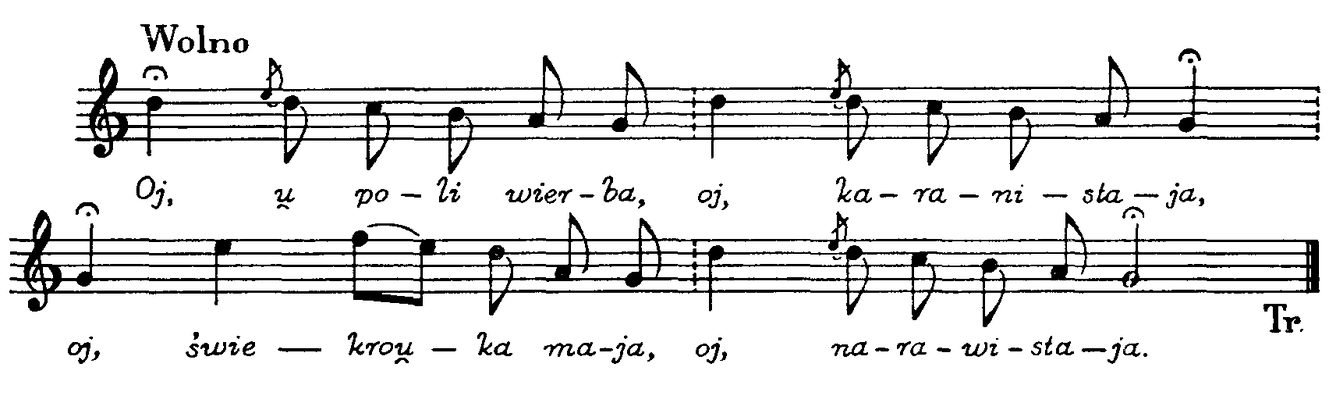 Wolno
Oj, u̯ po – li wier – ba, oj, ka – ra – ni – sta – ja,
oj, świe — krou̯ – ka ma – ja, oj, na – ra – wi – sta – ja.
Tr.